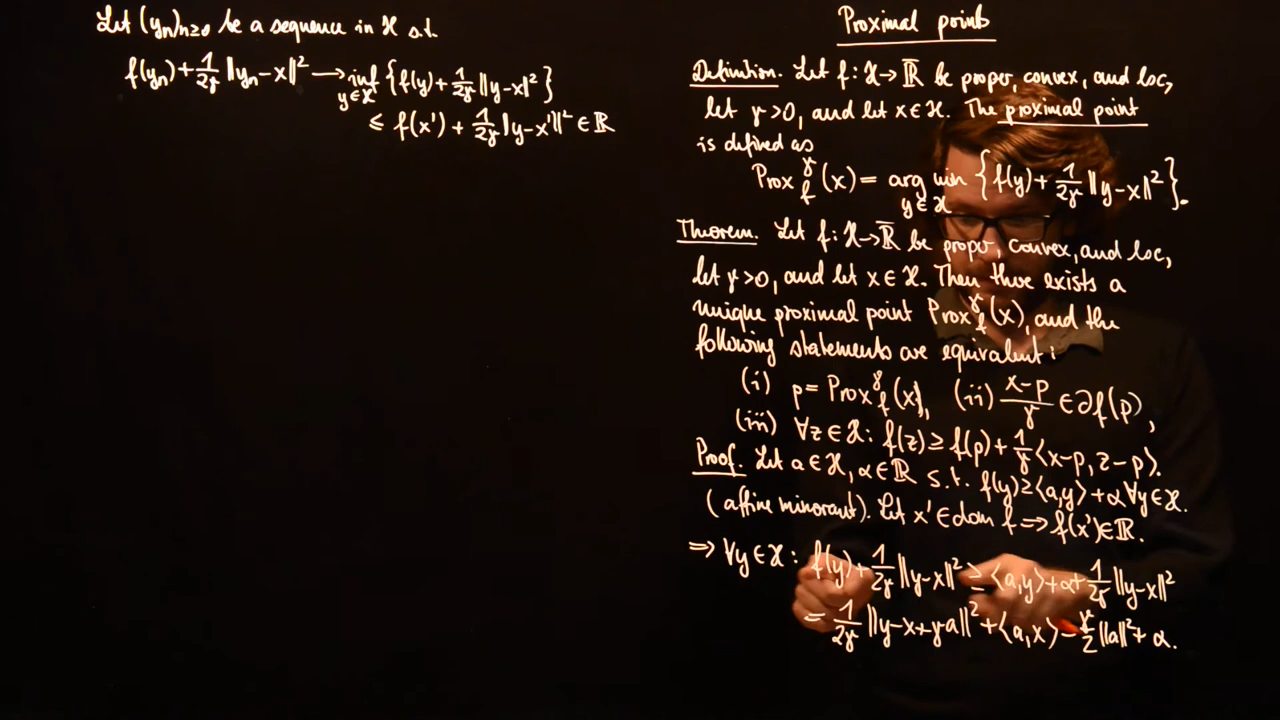 Let (yn)n≥0 be a sequence in ℋ s.t.
f(yn) + 1/2γ ‖yn-x‖² ⟶ inf y∈ℋ {f(y) + 1/2γ ‖y-x‖²}
≤ f(x') + 1/2γ ‖y-x'‖² ∈ ℝ
Proximal points
Definition. Let f: ℋ→ℝ̄ be proper, convex, and lsc,
let γ>0, and let x∈ℋ. The proximal point
is defined as
Prox^γ_f (x) = arg min y∈ℋ {f(y) + 1/2γ ‖y-x‖²}.
Theorem. Let f: ℋ→ℝ̄ be proper, convex, and lsc,
let γ>0, and let x∈ℋ. Then there exists a
unique proximal point Prox^γ_f (x), and the
following statements are equivalent:
(i) p = Prox^γ_f (x), (ii) x-p/γ ∈ ∂f(p),
(iii) ∀z∈ℋ: f(z) ≥ f(p) + 1/γ ⟨x-p, z-p⟩.
Proof. Let a∈ℋ, α∈ℝ s.t. f(y) ≥ ⟨a,y⟩ + α ∀y∈ℋ.
(affine minorant). Let x'∈dom f ⟹ f(x')∈ℝ.
⟹ ∀y∈ℋ: f(y) + 1/2γ ‖y-x‖² ≥ ⟨a,y⟩ + α + 1/2γ ‖y-x‖²
= 1/2γ ‖y-x+γa‖² + ⟨a,x⟩ - γ/2 ‖a‖² + α.